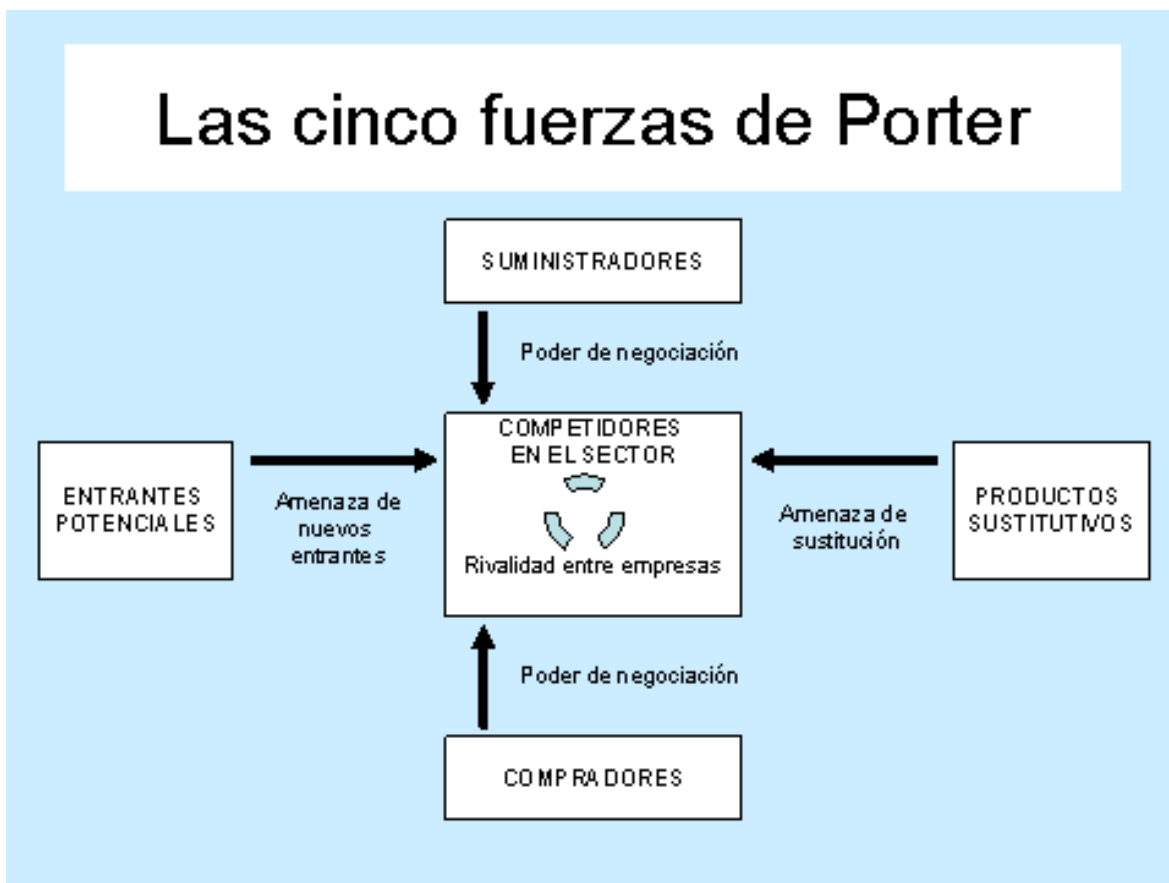 Las cinco fuerzas de Porter
SUMINISTRADORES
Poder de negociación
COMPETIDORES
EN EL SECTOR
Rivalidad entre empresas
ENTRANTES
POTENCIALES
Amenaza de
nuevos
entrantes
Amenaza de
sustitución
PRODUCTOS
SUSTITUTIVOS
Poder de negociación
COMPRADORES